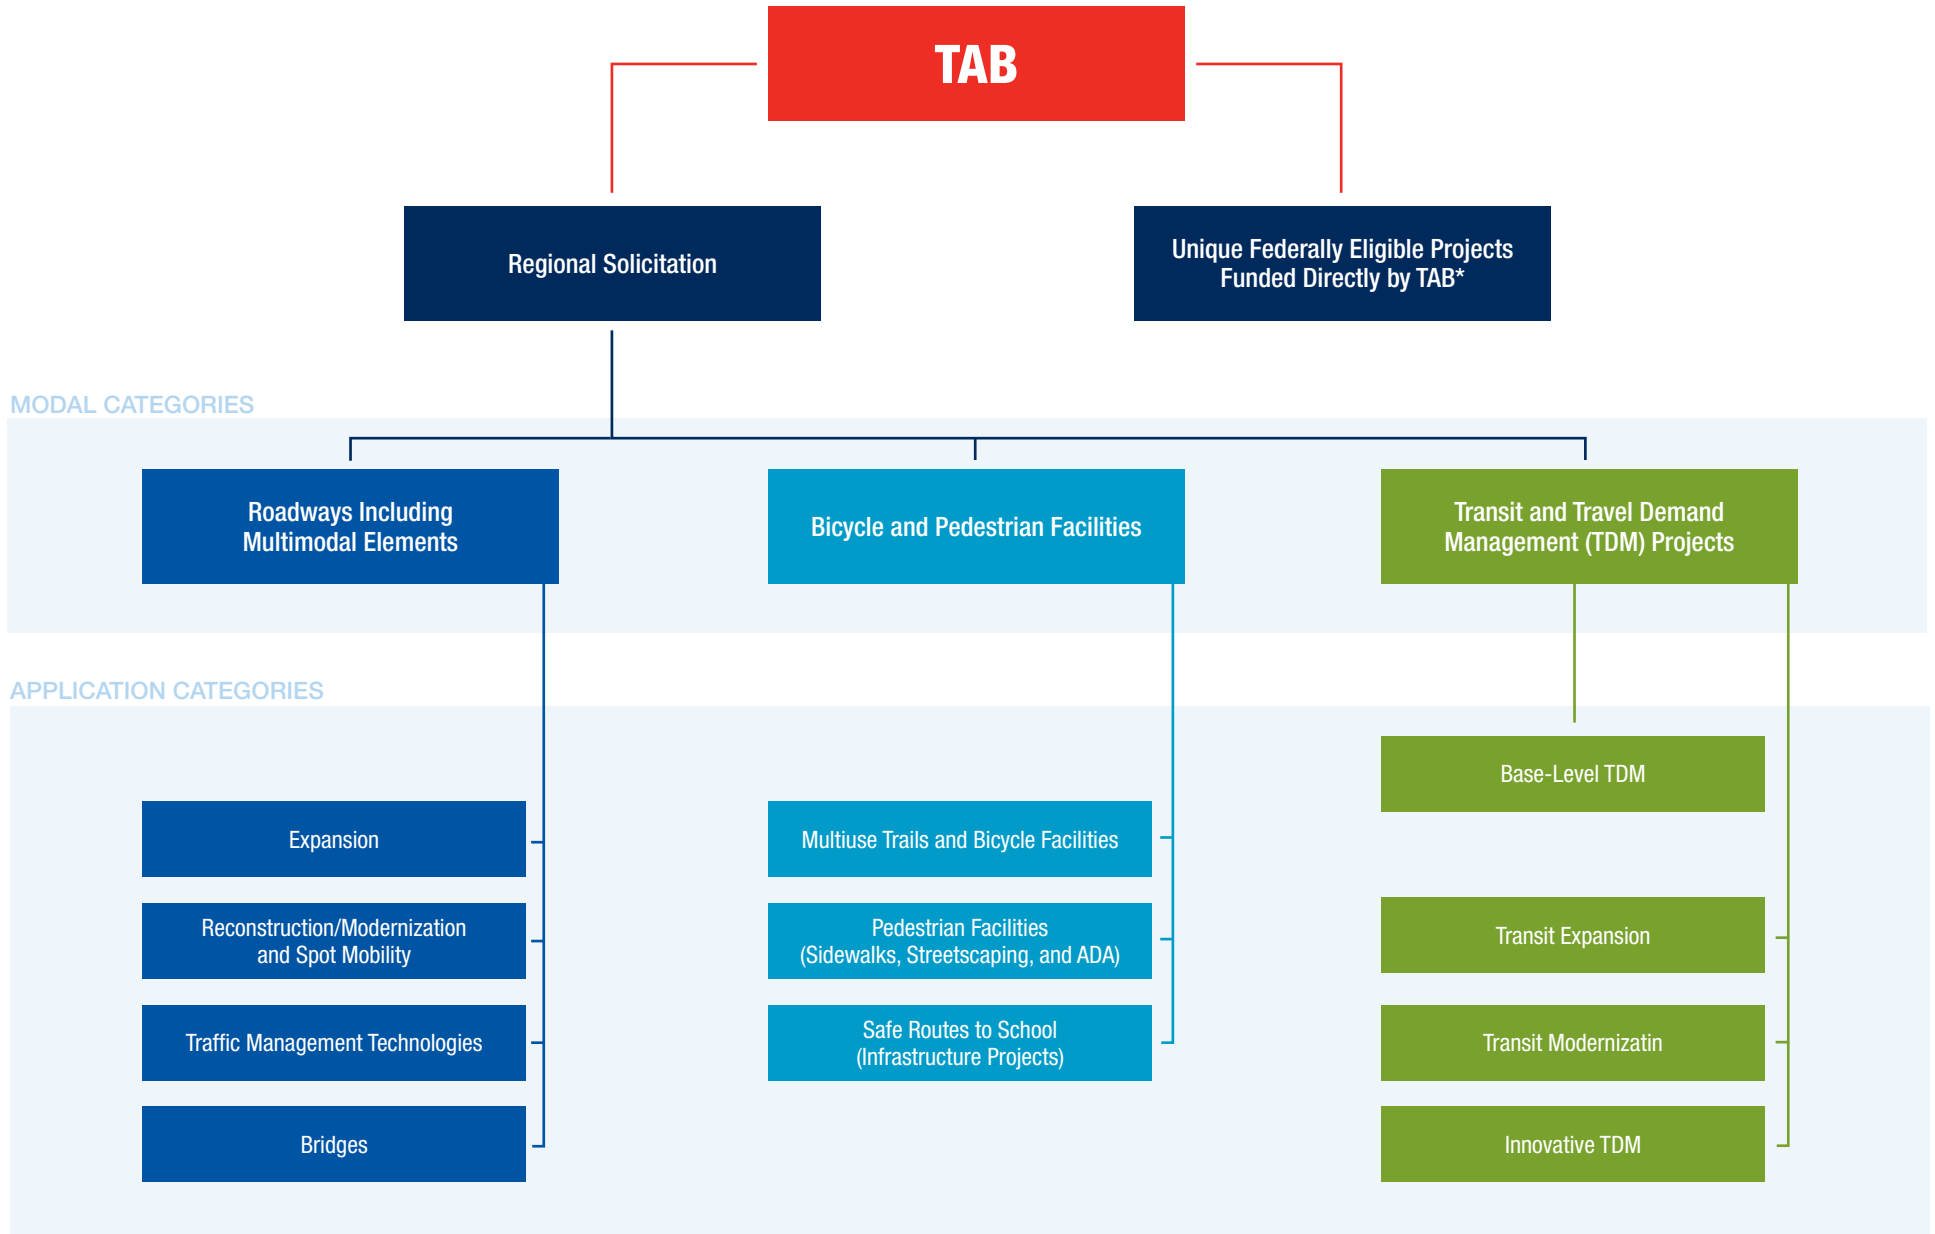 TAB
Regional Solicitation
Unique Federally Eligible Projects
Funded Directly by TAB*
MODAL CATEGORIES
Roadways Including
Multimodal Elements
Bicycle and Pedestrian Facilities
Transit and Travel Demand
Management (TDM) Projects
APPLICATION CATEGORIES
Expansion
Reconstruction/Modernization
and Spot Mobility
Traffic Management Technologies
Bridges
Multiuse Trails and Bicycle Facilities
Pedestrian Facilities
(Sidewalks, Streetscaping, and ADA)
Safe Routes to School
(Infrastructure Projects)
Base-Level TDM
Transit Expansion
Transit Modernizatin
Innovative TDM